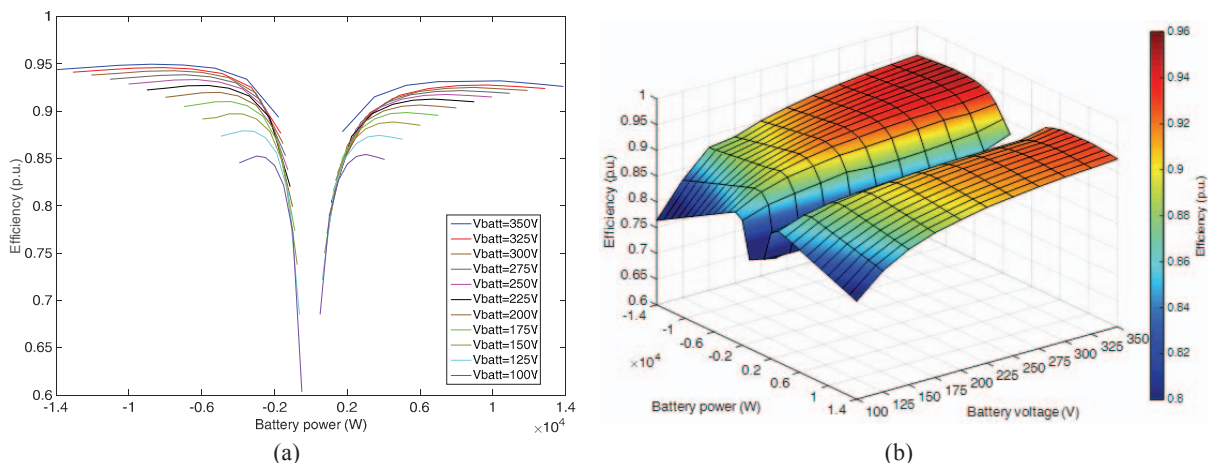 1
0.95
0.9
0.85
0.8
0.75
0.7
0.65
0.6
Efficiency (p.u.)
-1.4
-1
-0.6
-0.2
0.2
0.6
1
1.4
Battery power (W)
×10⁴
Vbatt=350V
Vbatt=325V
Vbatt=300V
Vbatt=275V
Vbatt=250V
Vbatt=225V
Vbatt=200V
Vbatt=175V
Vbatt=150V
Vbatt=125V
Vbatt=100V
(a)
1
0.95
0.9
0.85
0.8
0.75
0.7
0.65
0.6
Efficiency (p.u.)
-1.4
-1
-0.6
-0.2
0.2
0.6
1
1.4
×10⁴
Battery power (W)
100
125
150
175
200
225
250
275
300
325
350
Battery voltage (V)
0.96
0.94
0.92
0.9
0.88
0.86
0.84
0.82
0.8
Efficiency (p.u.)
(b)